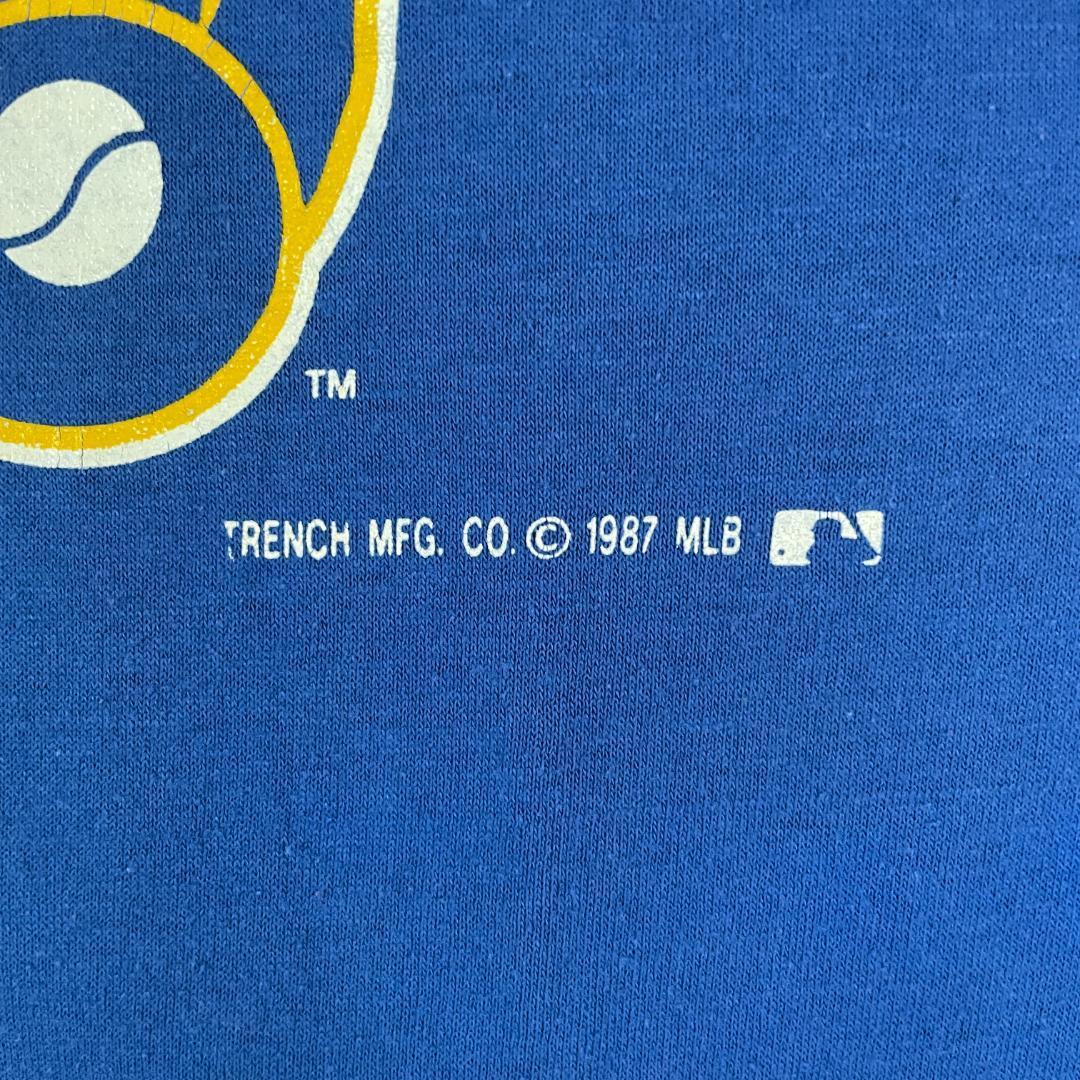 TM
TRENCH MFG. CO. © 1987 MLB